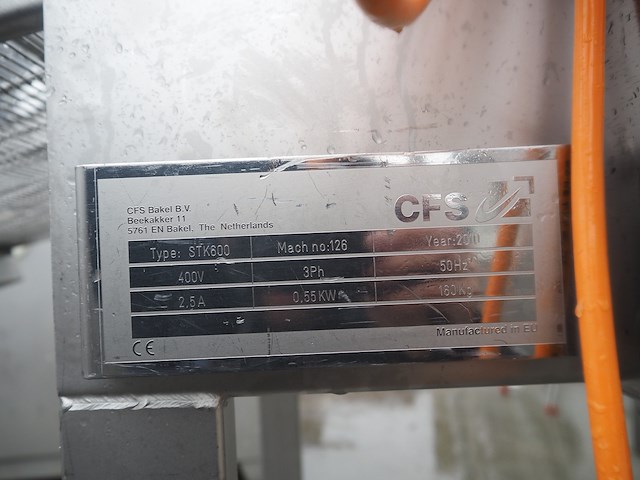 CFS Bakel B.V.
Beekakker 11
5761 EN Bakel, The Netherlands
CFS
Type: STK600 Mach no:126 Year:2010
400V 3Ph 50Hz
2,5A 0,55KW 160Kg
Manufactured in EU
CE